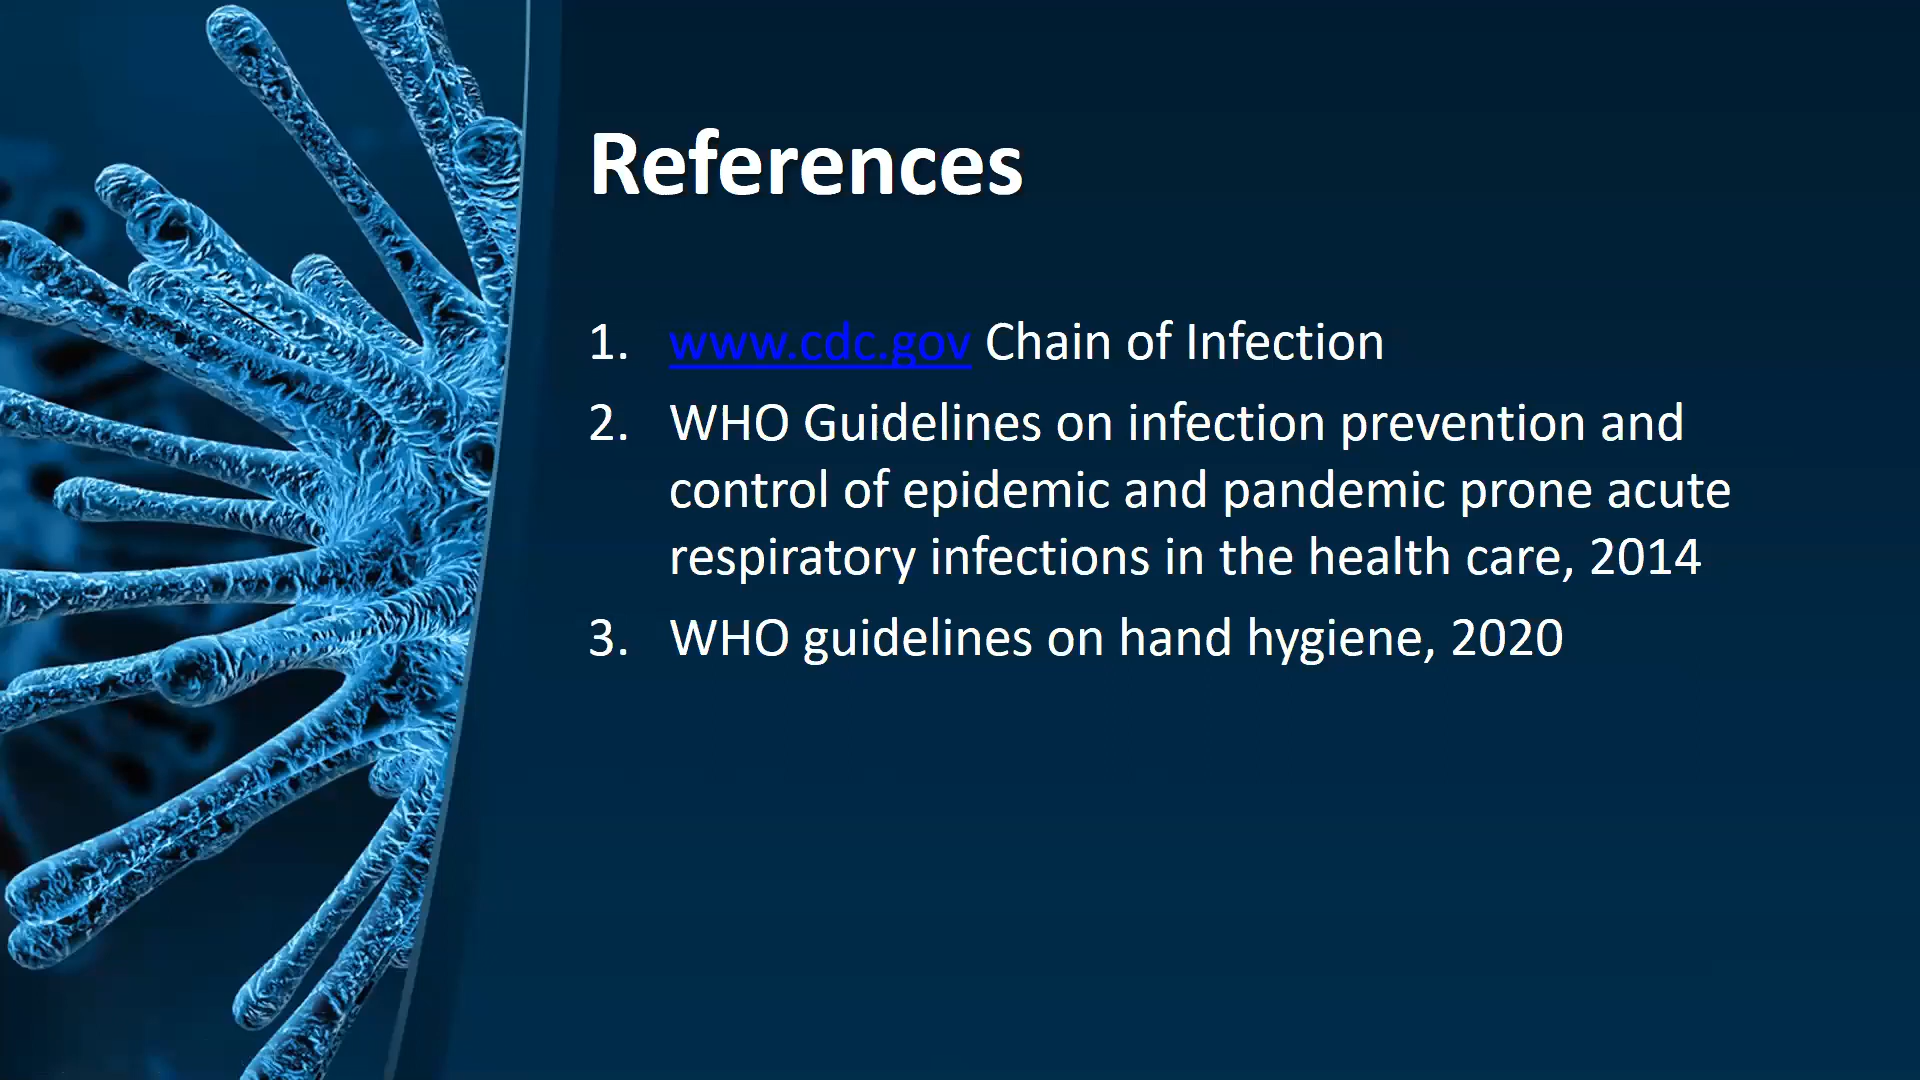 References
1. www.cdc.gov Chain of Infection
2. WHO Guidelines on infection prevention and
control of epidemic and pandemic prone acute
respiratory infections in the health care, 2014
3. WHO guidelines on hand hygiene, 2020